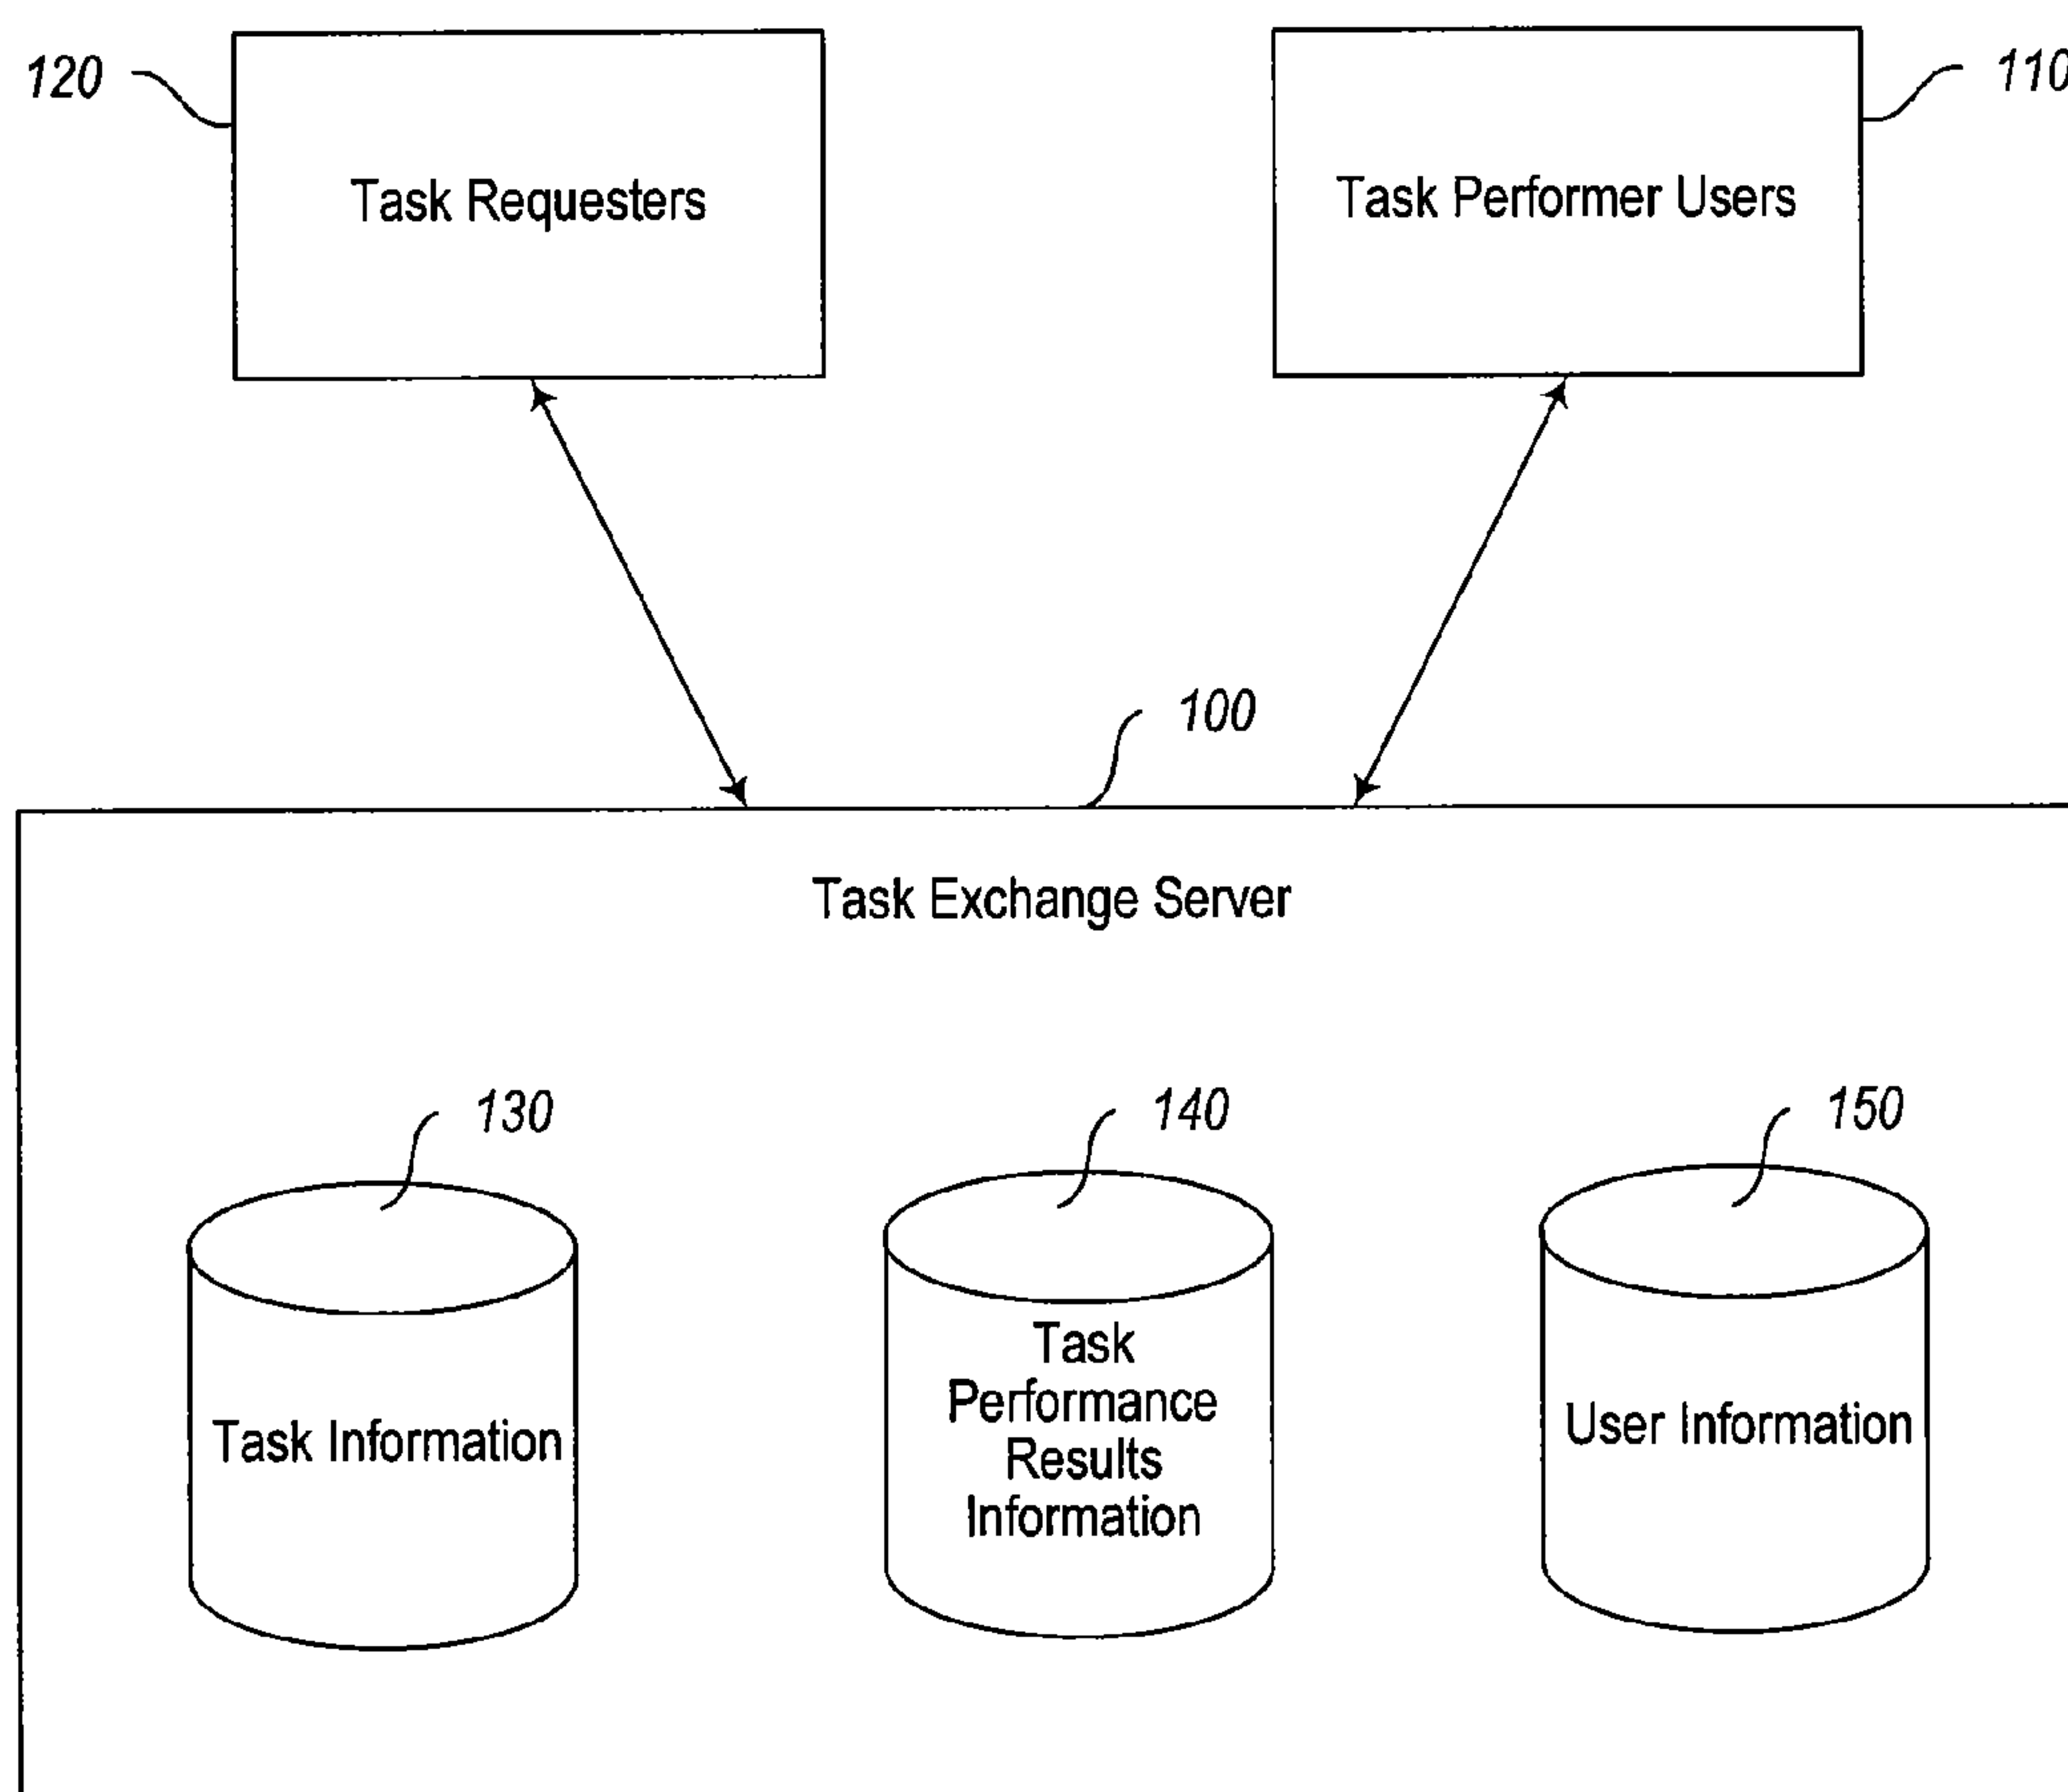 120
110
Task Requesters
Task Performer Users
100
Task Exchange Server
130
140
150
Task Information
Task
Performance
Results
Information
User Information